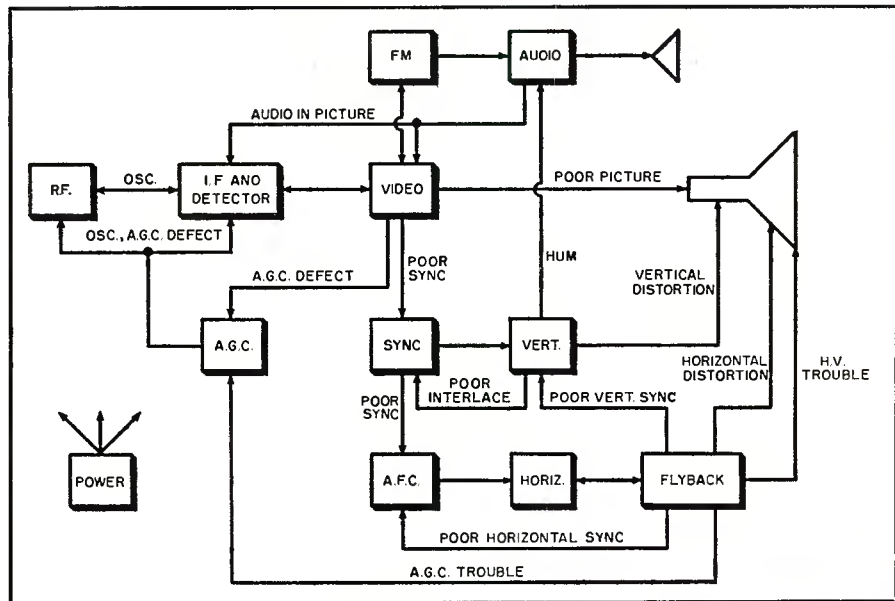 FM
AUDIO
AUDIO IN PICTURE
R.F.
OSC.
I.F AND
DETECTOR
VIDEO
POOR PICTURE
OSC., A.G.C. DEFECT
A.G.C. DEFECT
POOR
SYNC
HUM
VERTICAL
DISTORTION
A.G.C.
SYNC
VERT.
HORIZONTAL
DISTORTION
H.V.
TROUBLE
POOR
SYNC
POOR
INTERLACE
POOR VERT. SYNC
POWER
A.F.C.
HORIZ.
FLYBACK
POOR HORIZONTAL SYNC
A.G.C. TROUBLE